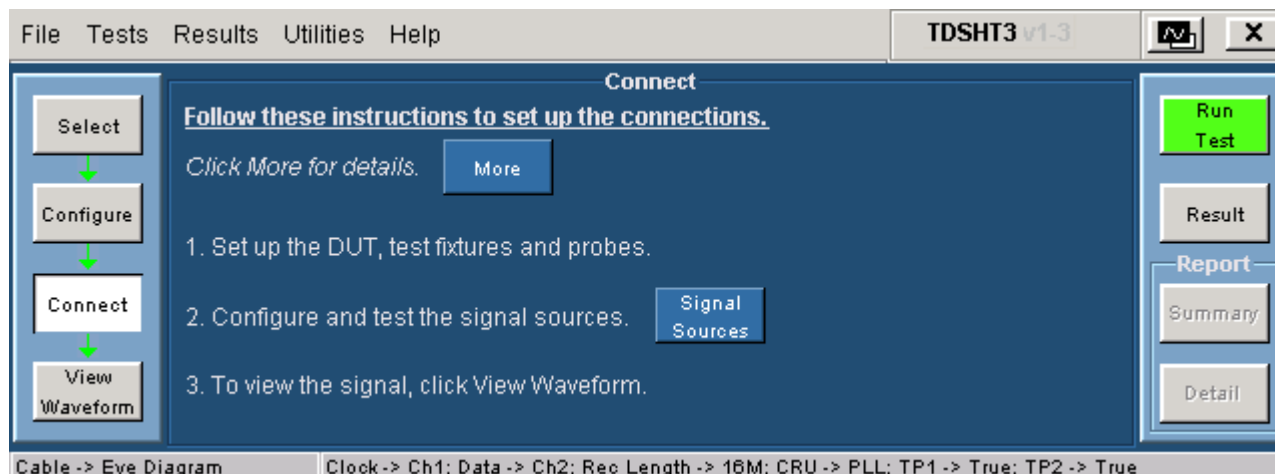 File Tests Results Utilities Help TDSHT3 v1-3 X
Connect
Select
Configure
Connect
View
Waveform
Follow these instructions to set up the connections.
Click More for details. More
1. Set up the DUT, test fixtures and probes.
2. Configure and test the signal sources. Signal
Sources
3. To view the signal, click View Waveform.
Run
Test
Result
Report
Summary
Detail
Cable -> Eye Diagram Clock -> Ch1; Data -> Ch2; Rec Length -> 16M; CRU -> PLL; TP1 -> True; TP2 -> True